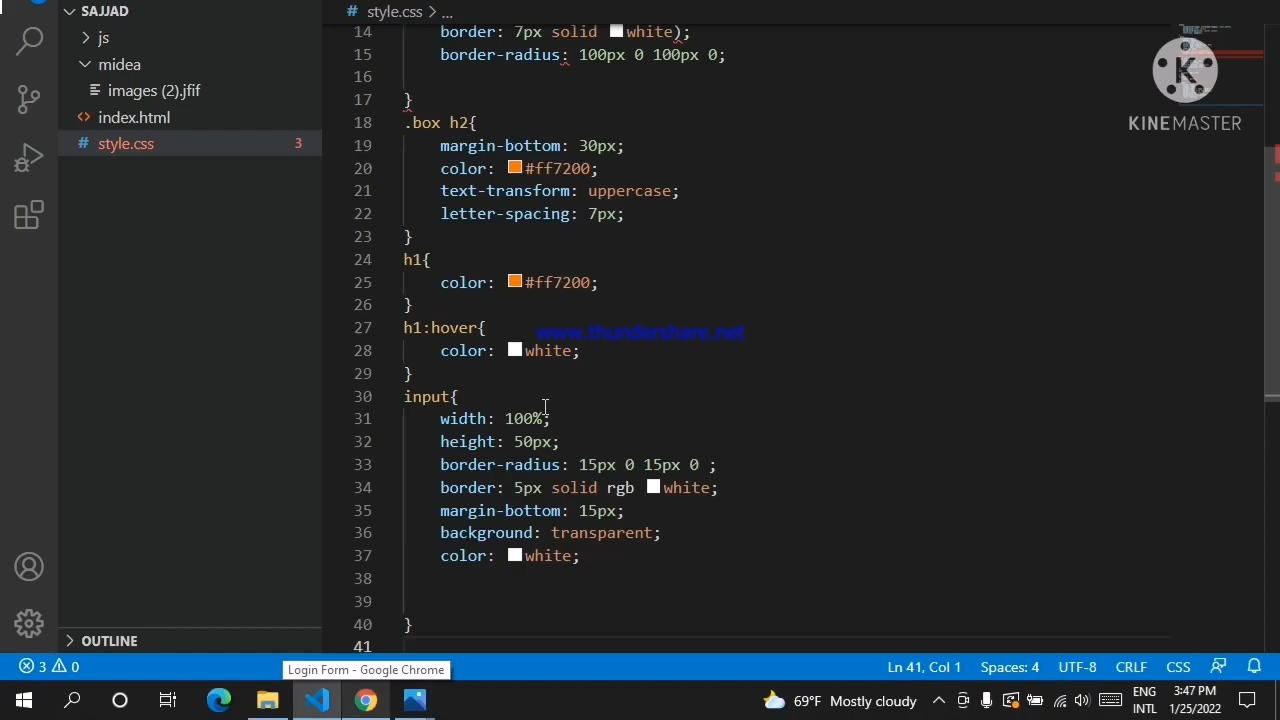 SAJJAD
js
midea
images (2).jfif
index.html
style.css 3
OUTLINE
style.css > ...
14 border: 7px solid white);
15 border-radius: 100px 0 100px 0;
16
17 }
18 .box h2{
19 margin-bottom: 30px;
20 color: #ff7200;
21 text-transform: uppercase;
22 letter-spacing: 7px;
23 }
24 h1{
25 color: #ff7200;
26 }
27 h1:hover{
28 color: white;
29 }
30 input{
31 width: 100%;
32 height: 50px;
33 border-radius: 15px 0 15px 0 ;
34 border: 5px solid rgb white;
35 margin-bottom: 15px;
36 background: transparent;
37 color: white;
38
39
40 }
41
www.thundershare.net
K
KINEMASTER
3 0
Login Form - Google Chrome
Ln 41, Col 1 Spaces: 4 UTF-8 CRLF CSS
69°F Mostly cloudy
ENG
INTL
3:47 PM
1/25/2022